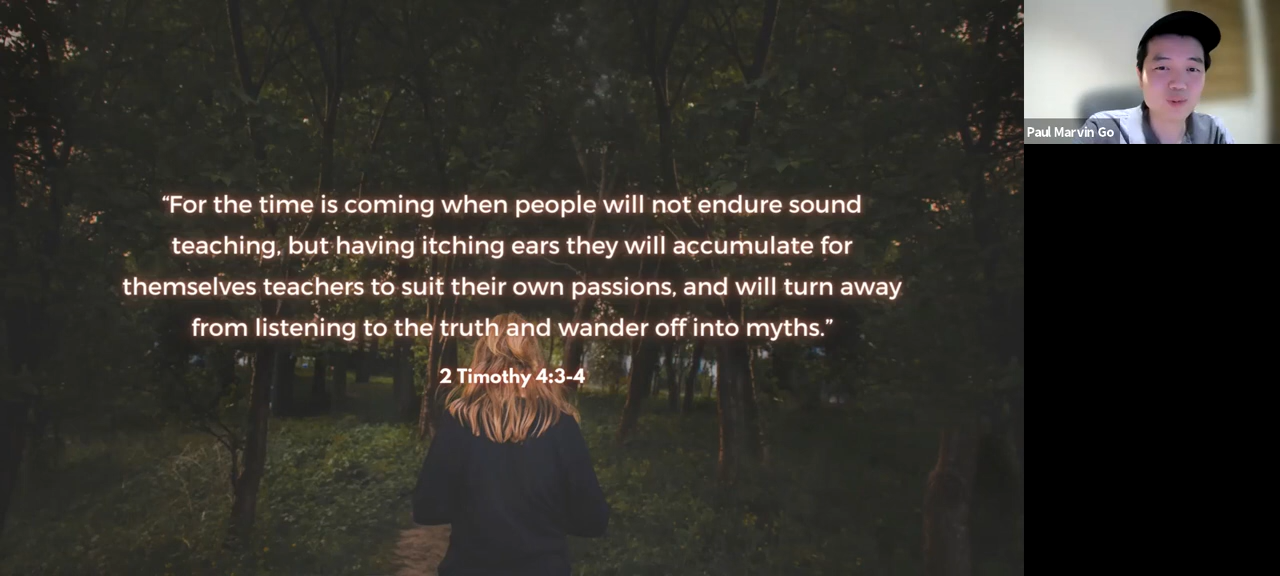 “For the time is coming when people will not endure sound
teaching, but having itching ears they will accumulate for
themselves teachers to suit their own passions, and will turn away
from listening to the truth and wander off into myths.”
2 Timothy 4:3-4
Paul Marvin Go